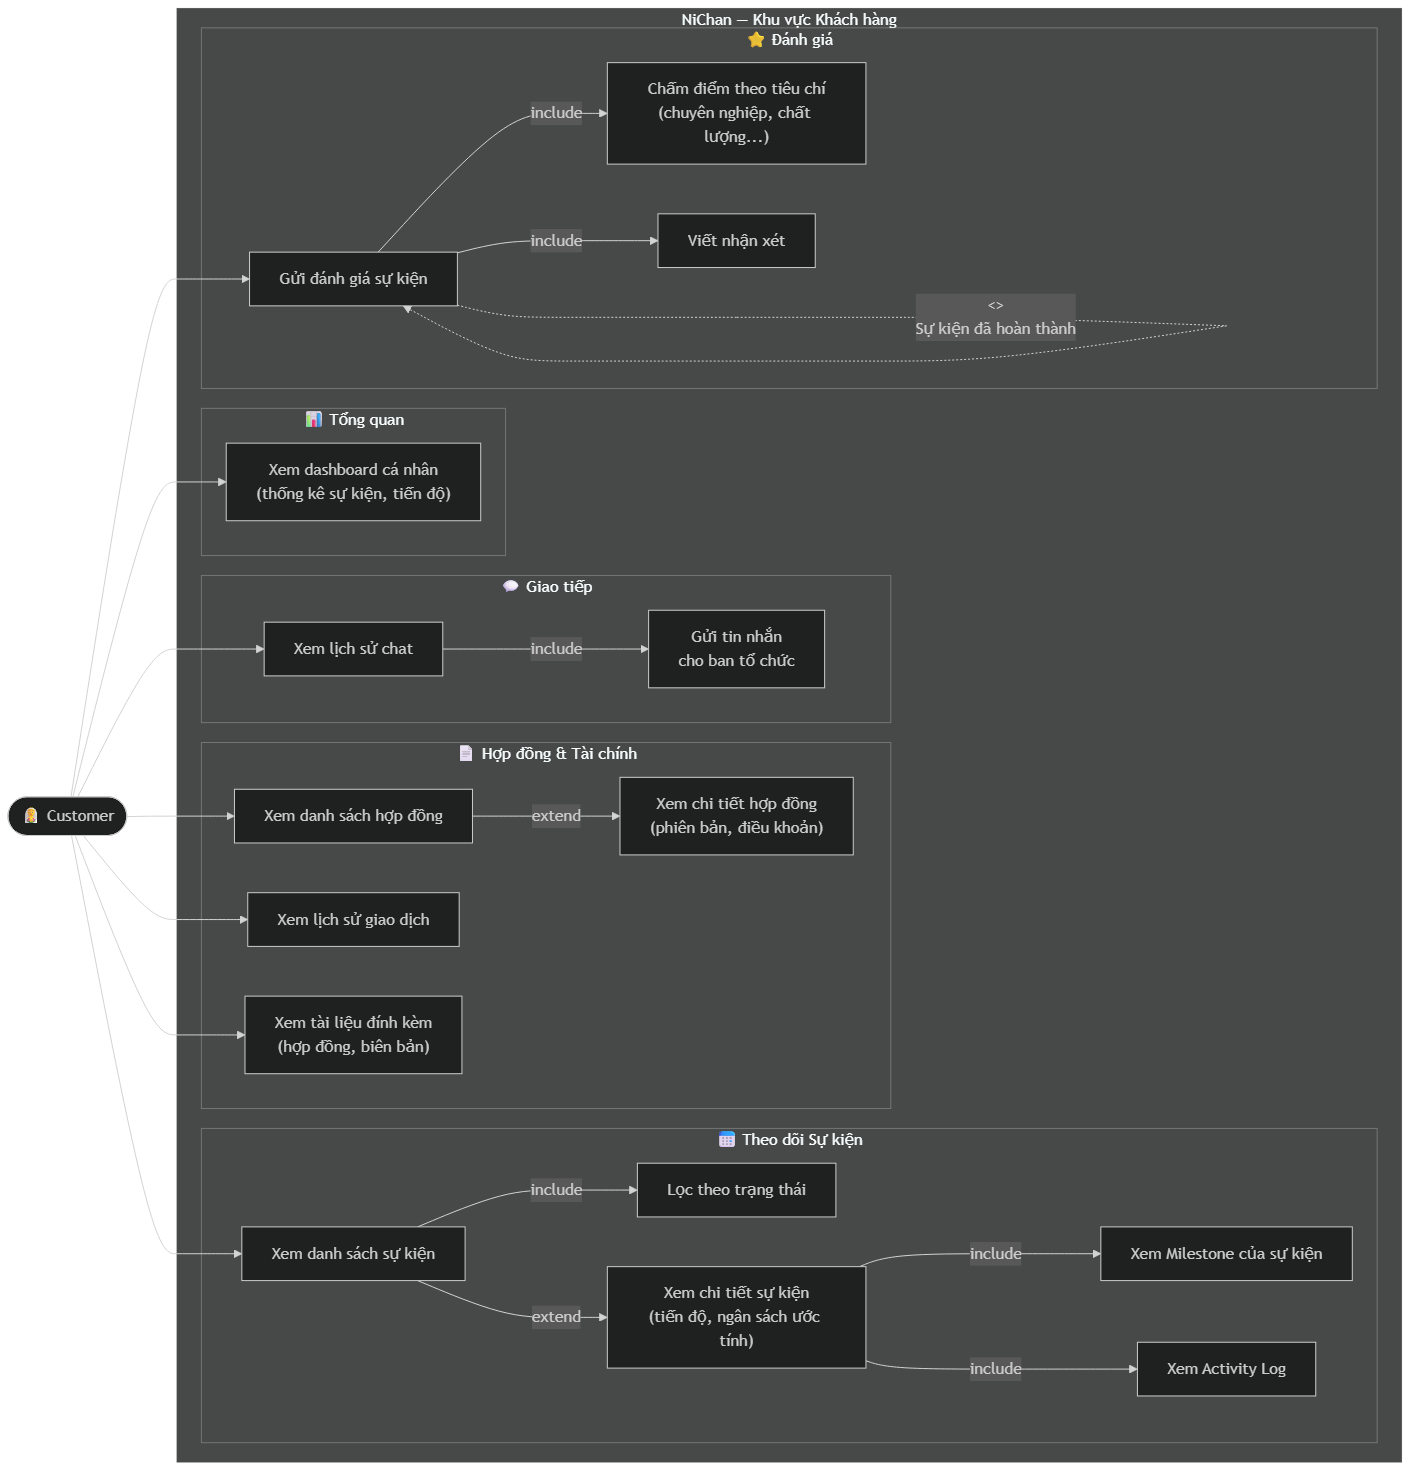 NiChan — Khu vực Khách hàng
⭐ Đánh giá
Chấm điểm theo tiêu chí
(chuyên nghiệp, chất
lượng...)
include
include
Viết nhận xét
Gửi đánh giá sự kiện
<>
Sự kiện đã hoàn thành
📊 Tổng quan
Xem dashboard cá nhân
(thống kê sự kiện, tiến độ)
💬 Giao tiếp
Xem lịch sử chat
include
Gửi tin nhắn
cho ban tổ chức
📄 Hợp đồng & Tài chính
Customer
Xem danh sách hợp đồng
extend
Xem chi tiết hợp đồng
(phiên bản, điều khoản)
Xem lịch sử giao dịch
Xem tài liệu đính kèm
(hợp đồng, biên bản)
Theo dõi Sự kiện
include
Lọc theo trạng thái
Xem danh sách sự kiện
extend
Xem chi tiết sự kiện
(tiến độ, ngân sách ước
tính)
include
Xem Milestone của sự kiện
include
Xem Activity Log